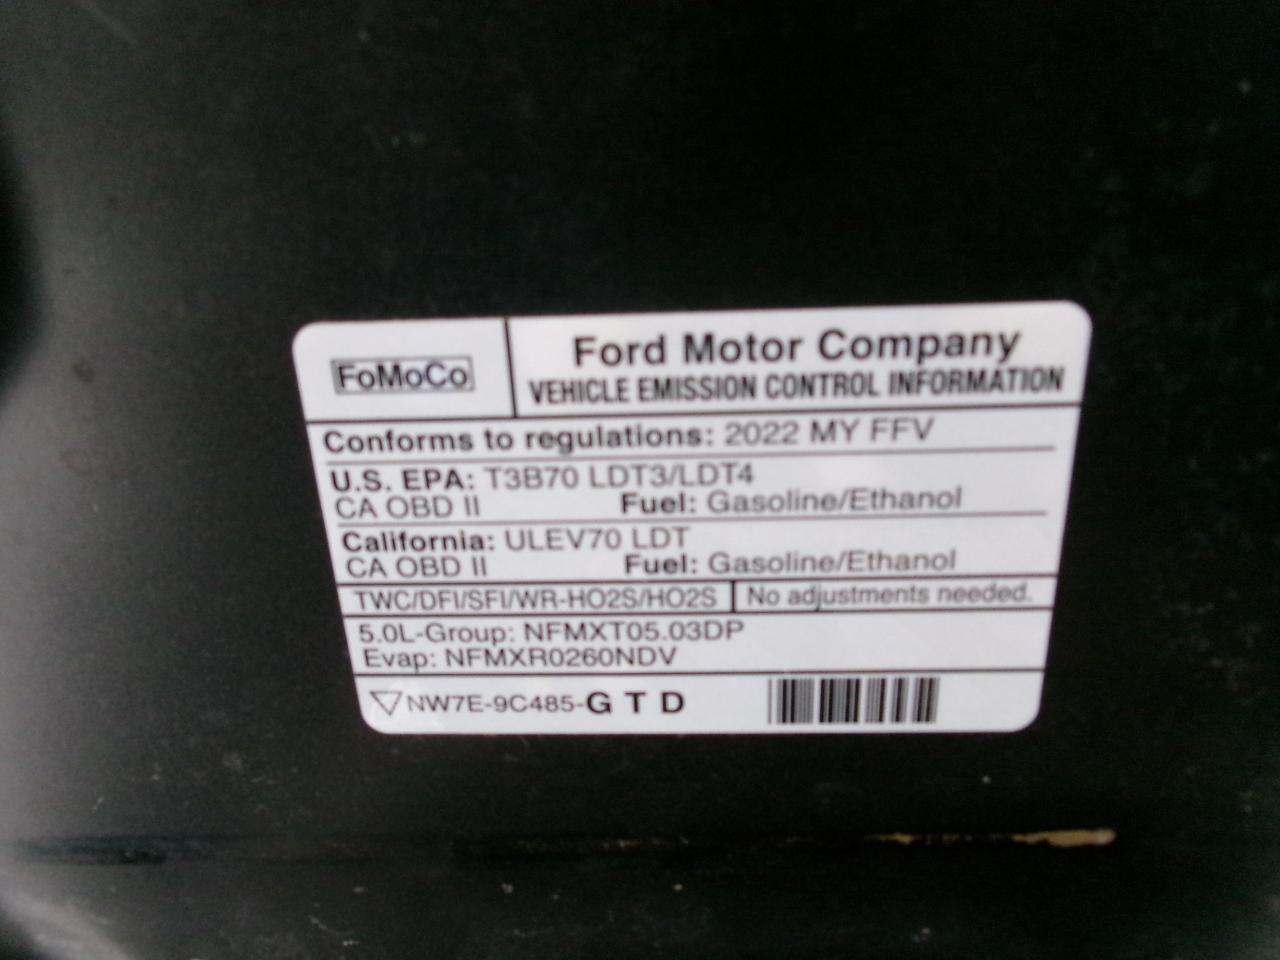 FoMoCo
Ford Motor Company
VEHICLE EMISSION CONTROL INFORMATION
Conforms to regulations: 2022 MY FFV
U.S. EPA: T3B70 LDT3/LDT4
CA OBD II Fuel: Gasoline/Ethanol
California: ULEV70 LDT
CA OBD II Fuel: Gasoline/Ethanol
TWC/DFI/SFI/WR-HO2S/HO2S No adjustments needed.
5.0L-Group: NFMXT05.03DP
Evap: NFMXR0260NDV
NW7E-9C485-G T D